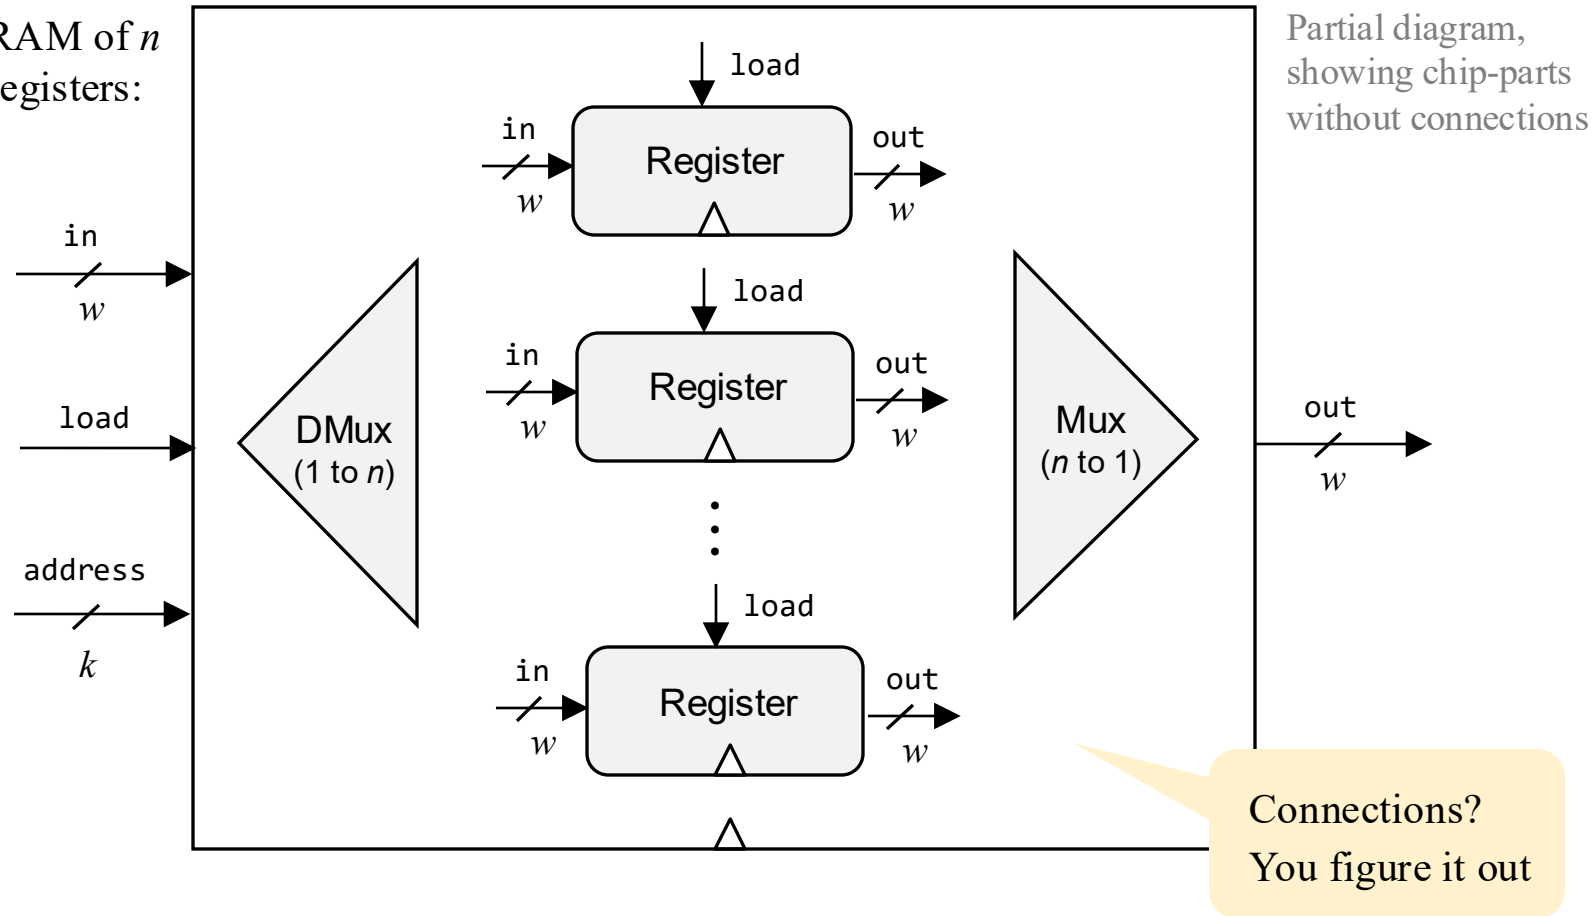 RAM of n
egisters:
Partial diagram,
showing chip-parts
without connections
load
in
Register
out
w
w
in
w
load
in
Register
out
w
w
load
DMux
(1 to n)
Mux
(n to 1)
out
w
address
k
load
in
Register
out
w
w
Connections?
You figure it out